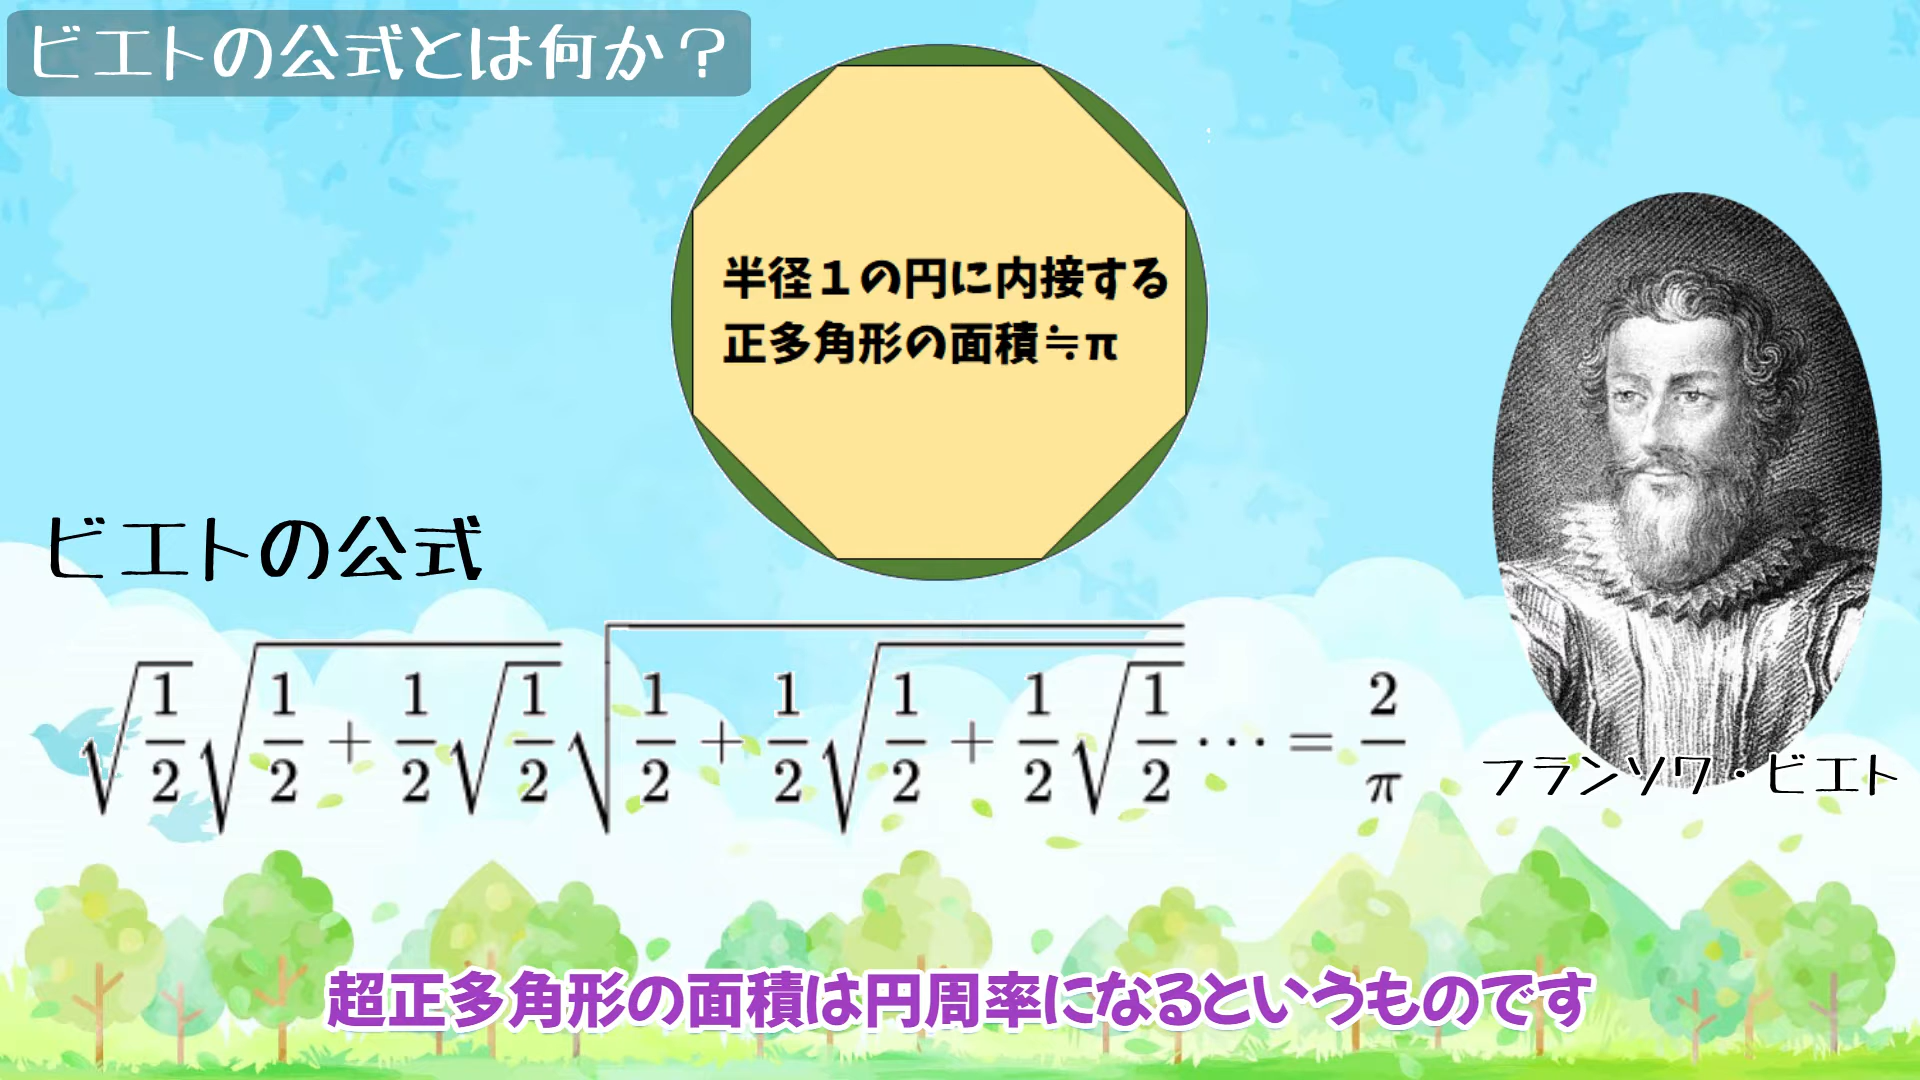 ビエトの公式とは何か？
半径１の円に内接する
正多角形の面積≒π
ビエトの公式
√(1/2) √(1/2 + 1/2 √(1/2)) √(1/2 + 1/2 √(1/2 + 1/2 √(1/2))) ⋯ = 2/π
フランソワ・ビエト
超正多角形の面積は円周率になるというものです